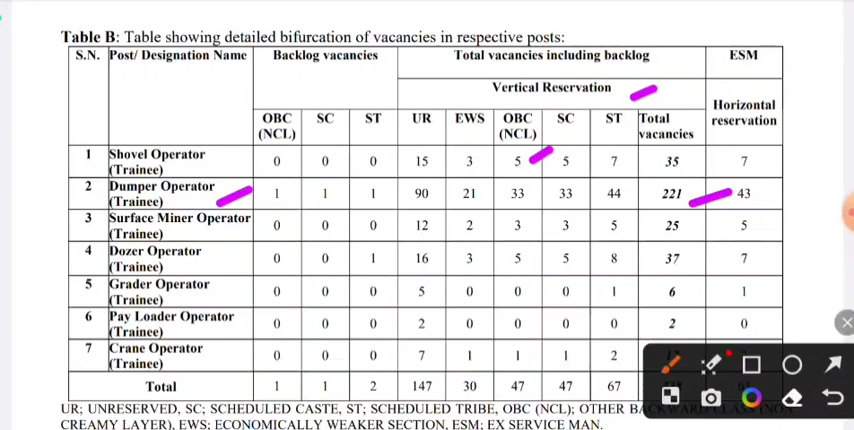 Table B: Table showing detailed bifurcation of vacancies in respective posts:
S.N. Post/ Designation Name Backlog vacancies Total vacancies including backlog ESM
Vertical Reservation Horizontal reservation
OBC (NCL) SC ST UR EWS OBC (NCL) SC ST Total vacancies
1 Shovel Operator (Trainee) 0 0 0 15 3 5 5 7 35 7
2 Dumper Operator (Trainee) 1 1 1 90 21 33 33 44 221 43
3 Surface Miner Operator (Trainee) 0 0 0 12 2 3 3 5 25 5
4 Dozer Operator (Trainee) 0 0 1 16 3 5 5 8 37 7
5 Grader Operator (Trainee) 0 0 0 5 0 0 0 1 6 1
6 Pay Loader Operator (Trainee) 0 0 0 2 0 0 0 0 2 0
7 Crane Operator (Trainee) 0 0 0 7 1 1 1 2
Total 1 1 2 147 30 47 47 67
UR; UNRESERVED, SC; SCHEDULED CASTE, ST; SCHEDULED TRIBE, OBC (NCL); OTHER BACKWARD CLASS (NON
CREAMY LAYER), EWS; ECONOMICALLY WEAKER SECTION, ESM; EX SERVICE MAN.